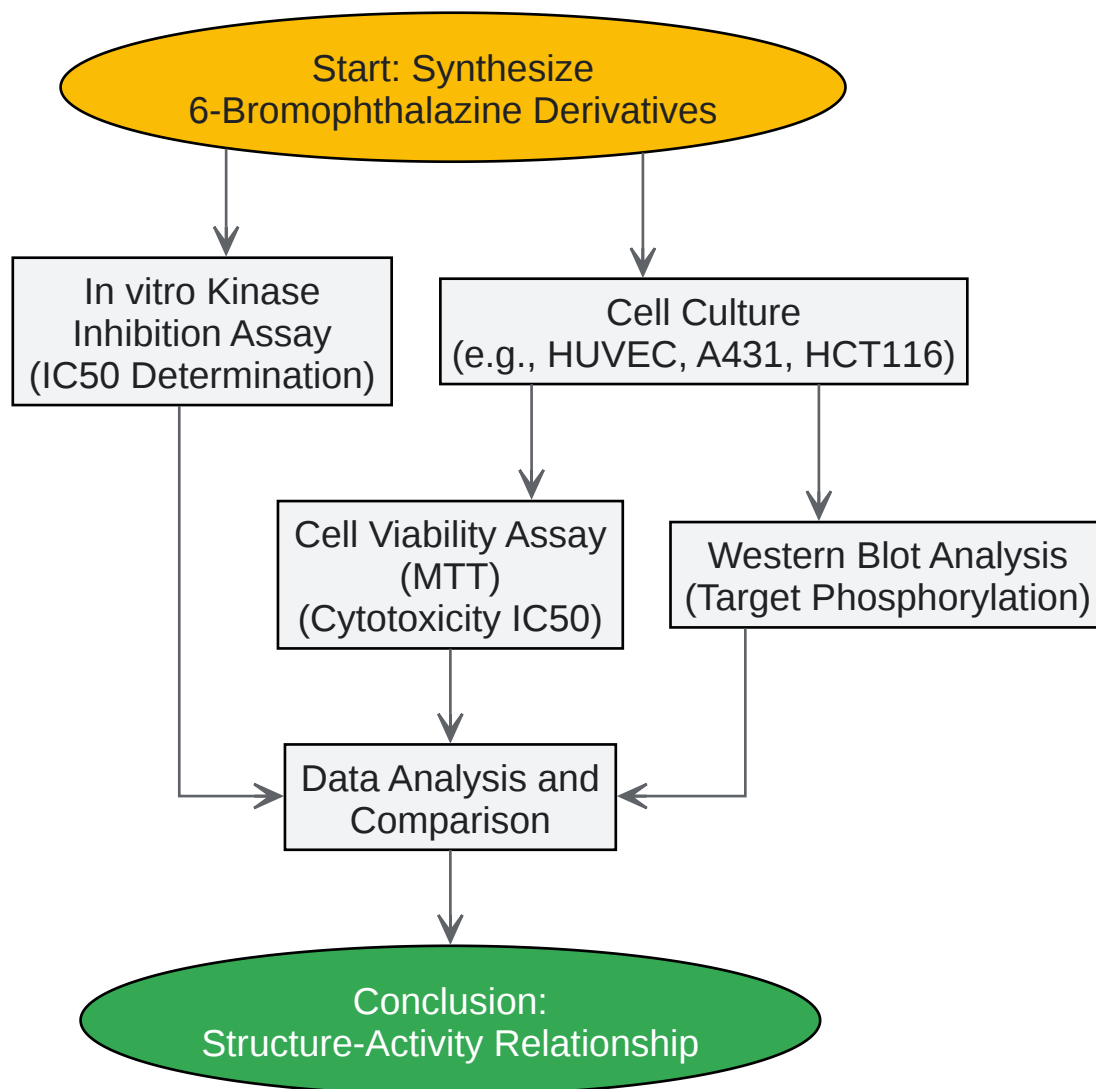 Start: Synthesize
6-Bromophthalazine Derivatives
In vitro Kinase
Inhibition Assay
(IC50 Determination)
Cell Culture
(e.g., HUVEC, A431, HCT116)
Cell Viability Assay
(MTT)
(Cytotoxicity IC50)
Western Blot Analysis
(Target Phosphorylation)
Data Analysis and
Comparison
Conclusion:
Structure-Activity Relationship